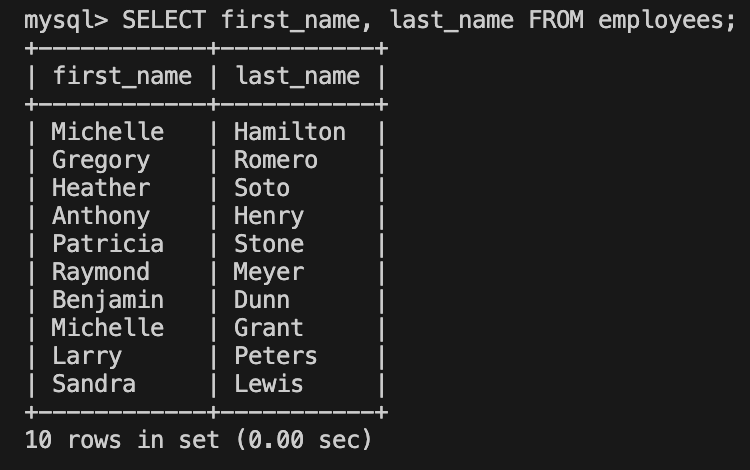 mysql> SELECT first_name, last_name FROM employees;
+------------+-----------+
| first_name | last_name |
+------------+-----------+
| Michelle   | Hamilton  |
| Gregory    | Romero    |
| Heather    | Soto      |
| Anthony    | Henry     |
| Patricia   | Stone     |
| Raymond    | Meyer     |
| Benjamin   | Dunn      |
| Michelle   | Grant     |
| Larry      | Peters    |
| Sandra     | Lewis     |
+------------+-----------+
10 rows in set (0.00 sec)